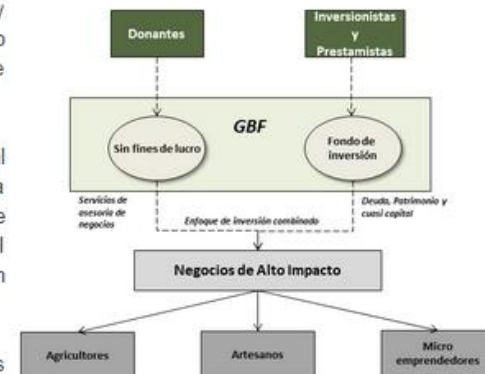 Donantes
Inversionistas
y
Prestamistas
GBF
Sin fines de lucro
Fondo de
inversión
Servicios de
asesoría de
negocios
Enfoque de inversión combinado
Deuda, Patrimonio y
cuasi capital
Negocios de Alto Impacto
Agricultores
Artesanos
Micro
emprendedores